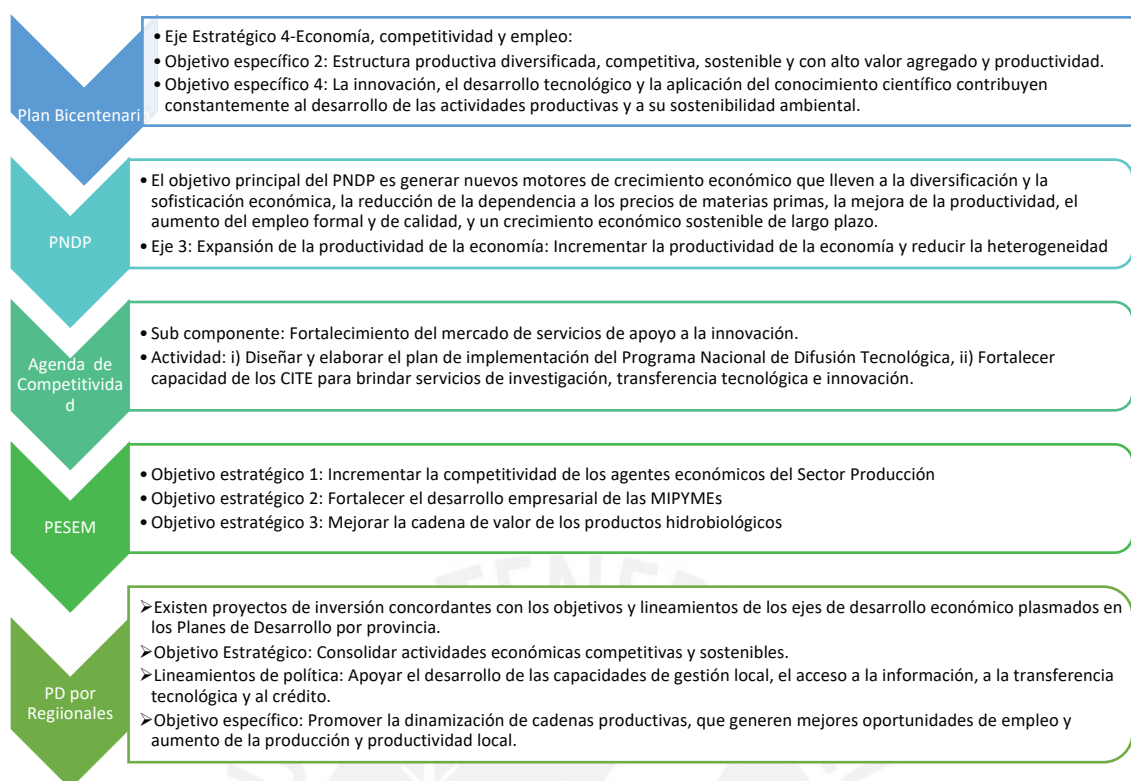 • Eje Estratégico 4-Economía, competitividad y empleo:
• Objetivo específico 2: Estructura productiva diversificada, competitiva, sostenible y con alto valor agregado y productividad.
• Objetivo específico 4: La innovación, el desarrollo tecnológico y la aplicación del conocimiento científico contribuyen
constantemente al desarrollo de las actividades productivas y a su sostenibilidad ambiental.
Plan Bicentenari
• El objetivo principal del PNDP es generar nuevos motores de crecimiento económico que lleven a la diversificación y la
sofisticación económica, la reducción de la dependencia a los precios de materias primas, la mejora de la productividad, el
aumento del empleo formal y de calidad, y un crecimiento económico sostenible de largo plazo.
• Eje 3: Expansión de la productividad de la economía: Incrementar la productividad de la economía y reducir la heterogeneidad
PNDP
• Sub componente: Fortalecimiento del mercado de servicios de apoyo a la innovación.
• Actividad: i) Diseñar y elaborar el plan de implementación del Programa Nacional de Difusión Tecnológica, ii) Fortalecer
capacidad de los CITE para brindar servicios de investigación, transferencia tecnológica e innovación.
Agenda de
Competitivida
d
• Objetivo estratégico 1: Incrementar la competitividad de los agentes económicos del Sector Producción
• Objetivo estratégico 2: Fortalecer el desarrollo empresarial de las MIPYMEs
• Objetivo estratégico 3: Mejorar la cadena de valor de los productos hidrobiológicos
PESEM
➢Existen proyectos de inversión concordantes con los objetivos y lineamientos de los ejes de desarrollo económico plasmados en
los Planes de Desarrollo por provincia.
➢Objetivo Estratégico: Consolidar actividades económicas competitivas y sostenibles.
➢Lineamientos de política: Apoyar el desarrollo de las capacidades de gestión local, el acceso a la información, a la transferencia
tecnológica y al crédito.
➢Objetivo específico: Promover la dinamización de cadenas productivas, que generen mejores oportunidades de empleo y
aumento de la producción y productividad local.
PD por
Regiionales
TENEB